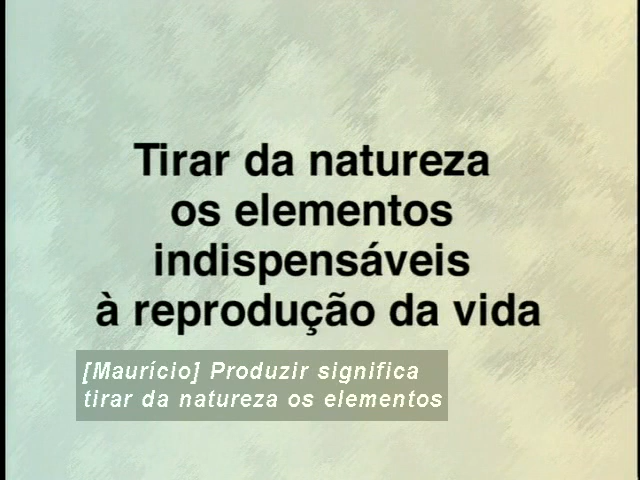 Tirar da natureza
os elementos
indispensáveis
à reprodução da vida
[Maurício] Produzir significa
tirar da natureza os elementos